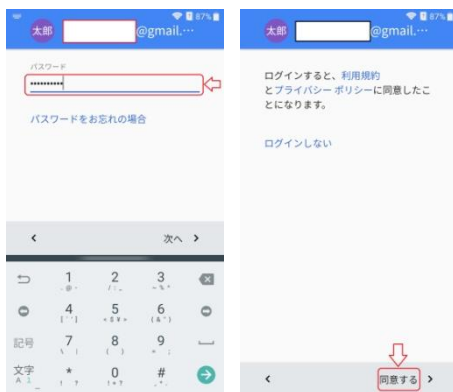 87%
太郎
@gmail.…
パスワード
••••••••••
パスワードをお忘れの場合
次へ
1
2
3
4
5
6
記号
7
8
9
文字
A 1
*
0
#
87%
太郎
@gmail.…
ログインすると、利用規約
とプライバシー ポリシーに同意したこ
とになります。
ログインしない
同意する